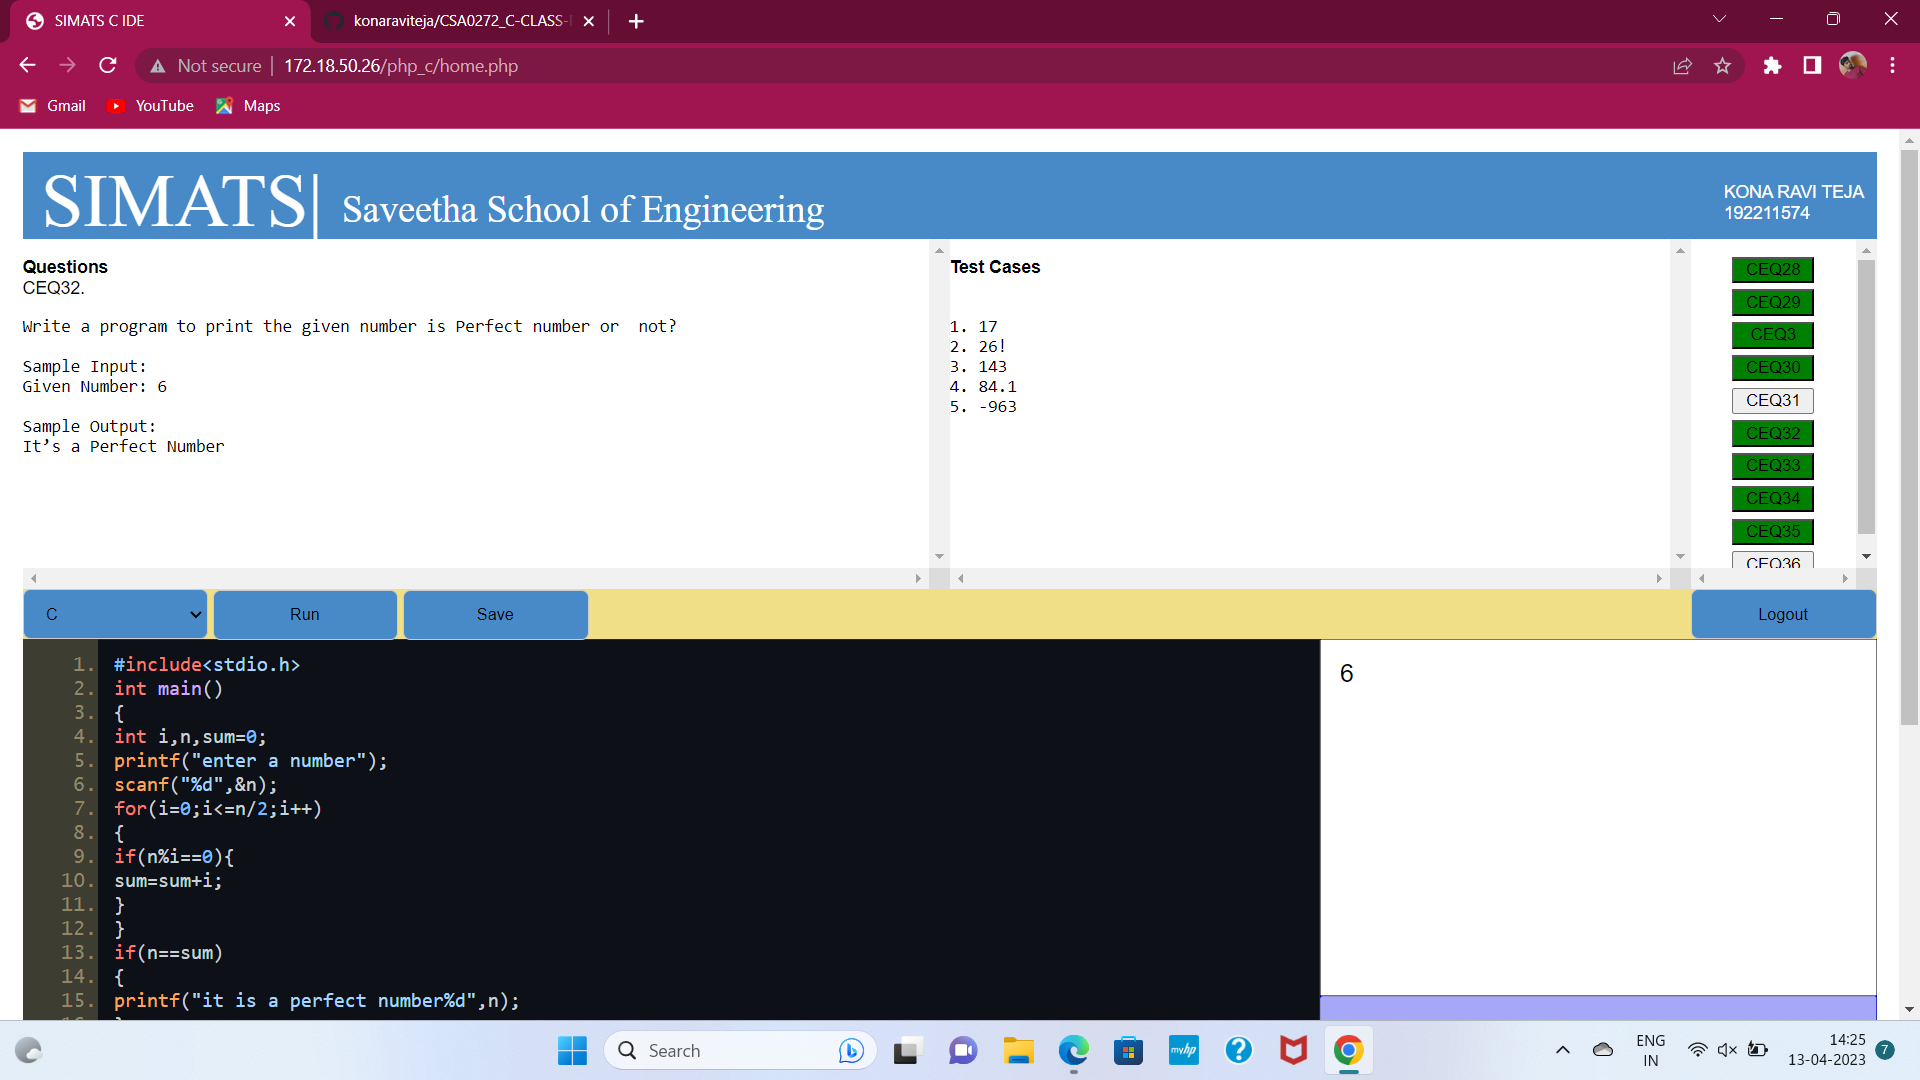 SIMATS C IDE
konaraviteja/CSA0272_C-CLASS-
Not secure
172.18.50.26/php_c/home.php
Gmail
YouTube
Maps
SIMATS|
Saveetha School of Engineering
KONA RAVI TEJA
192211574
Questions
CEQ32.
Write a program to print the given number is Perfect number or  not?
Sample Input:
Given Number: 6
Sample Output:
It’s a Perfect Number
Test Cases
1. 17
2. 26!
3. 143
4. 84.1
5. -963
CEQ28
CEQ29
CEQ3
CEQ30
CEQ31
CEQ32
CEQ33
CEQ34
CEQ35
CEQ36
C
Run
Save
Logout
1. #include<stdio.h>
2. int main()
3. {
4. int i,n,sum=0;
5. printf("enter a number");
6. scanf("%d",&n);
7. for(i=0;i<=n/2;i++)
8. {
9. if(n%i==0){
10. sum=sum+i;
11. }
12. }
13. if(n==sum)
14. {
15. printf("it is a perfect number%d",n);
6
Search
myhp
ENG
IN
14:25
13-04-2023
7